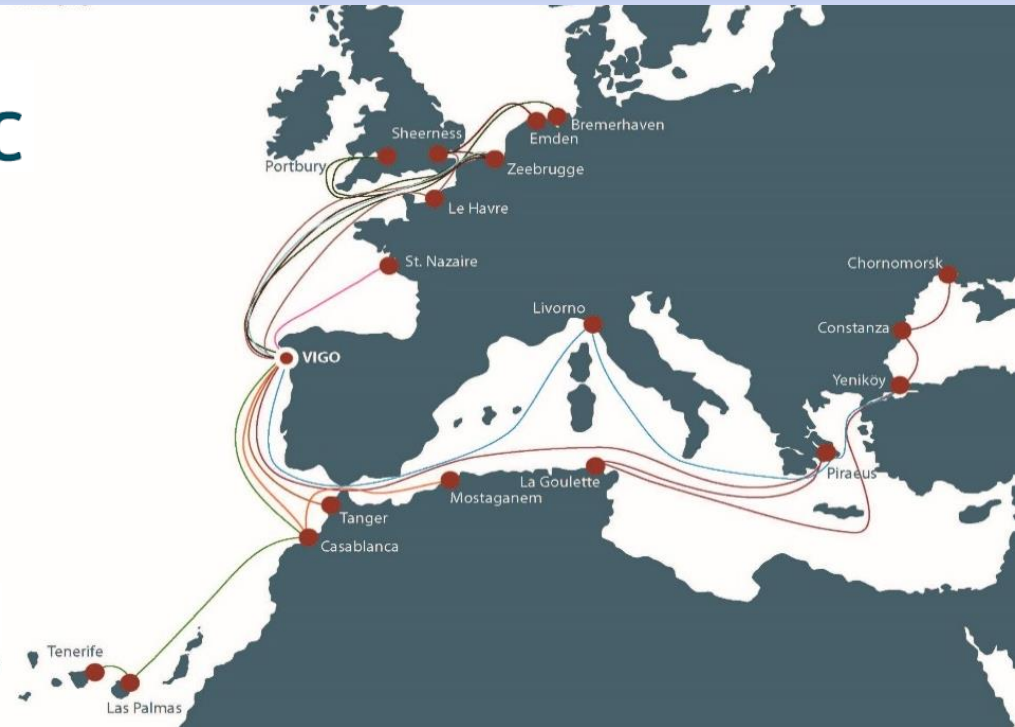 C
Sheerness
Bremerhaven
Emden
Portbury
Zeebrugge
Le Havre
St. Nazaire
Chornomorsk
Livorno
Constanza
VIGO
Yeniköy
Piraeus
La Goulette
Mostaganem
Tanger
Casablanca
Tenerife
Las Palmas